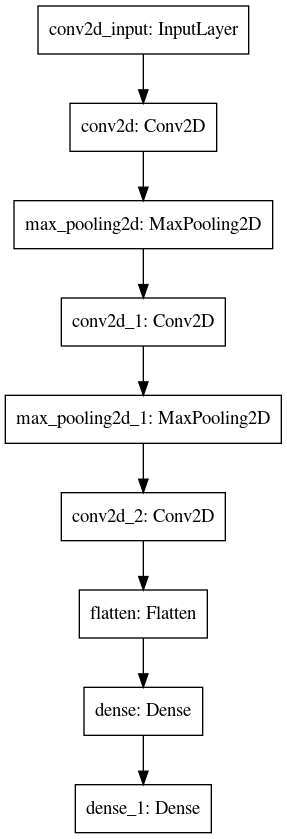 conv2d_input: InputLayer
conv2d: Conv2D
max_pooling2d: MaxPooling2D
conv2d_1: Conv2D
max_pooling2d_1: MaxPooling2D
conv2d_2: Conv2D
flatten: Flatten
dense: Dense
dense_1: Dense